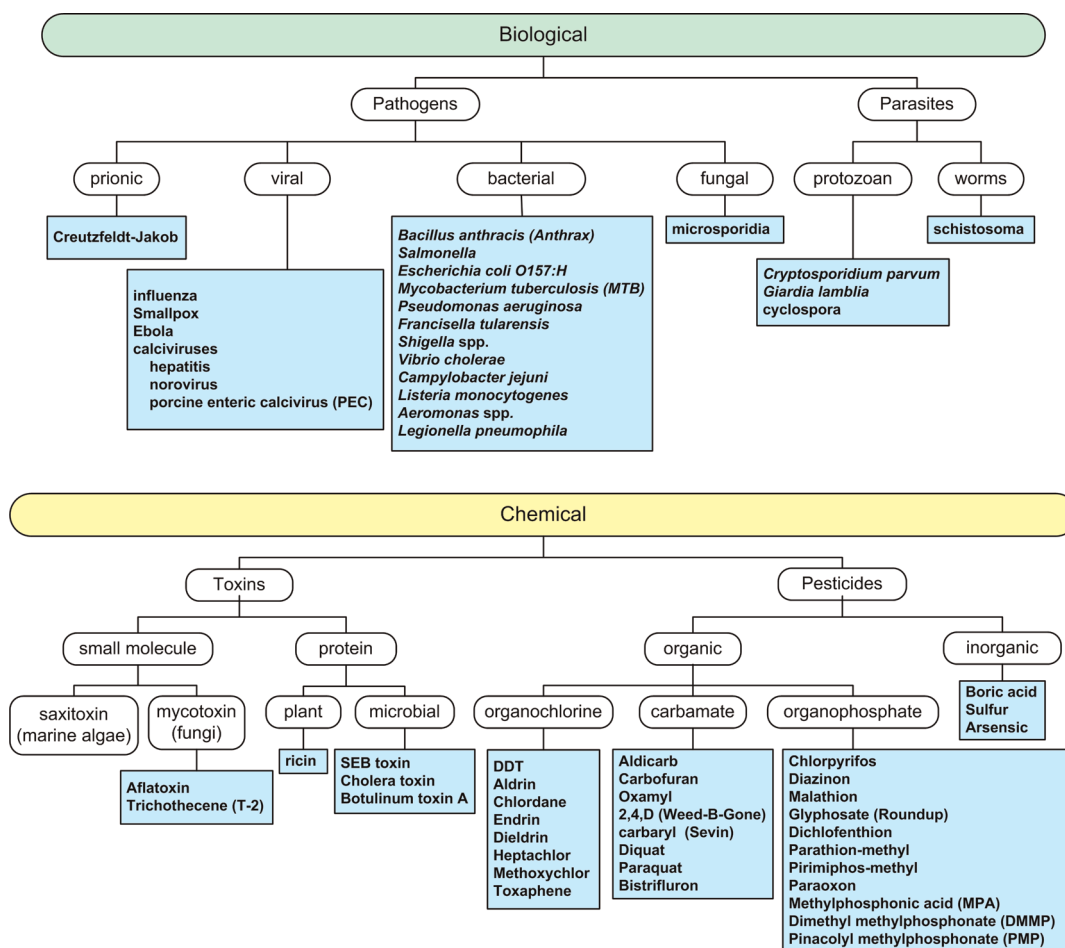 Biological
Pathogens
Parasites
prionic
viral
bacterial
fungal
protozoan
worms
Creutzfeldt-Jakob
influenza
Smallpox
Ebola
calciviruses
hepatitis
norovirus
porcine enteric calcivirus (PEC)
Bacillus anthracis (Anthrax)
Salmonella
Escherichia coli O157:H
Mycobacterium tuberculosis (MTB)
Pseudomonas aeruginosa
Francisella tularensis
Shigella spp.
Vibrio cholerae
Campylobacter jejuni
Listeria monocytogenes
Aeromonas spp.
Legionella pneumophila
microsporidia
Cryptosporidium parvum
Giardia lamblia
cyclospora
schistosoma
Chemical
Toxins
Pesticides
small molecule
protein
organic
inorganic
saxitoxin
(marine algae)
mycotoxin
(fungi)
plant
microbial
organochlorine
carbamate
organophosphate
Boric acid
Sulfur
Arsensic
Aflatoxin
Trichothecene (T-2)
ricin
SEB toxin
Cholera toxin
Botulinum toxin A
DDT
Aldrin
Chlordane
Endrin
Dieldrin
Heptachlor
Methoxychlor
Toxaphene
Aldicarb
Carbofuran
Oxamyl
2,4,D (Weed-B-Gone)
carbaryl (Sevin)
Diquat
Paraquat
Bistrifluron
Chlorpyrifos
Diazinon
Malathion
Glyphosate (Roundup)
Dichlofenthion
Parathion-methyl
Pirimiphos-methyl
Paraoxon
Methylphosphonic acid (MPA)
Dimethyl methylphosphonate (DMMP)
Pinacolyl methylphosphonate (PMP)